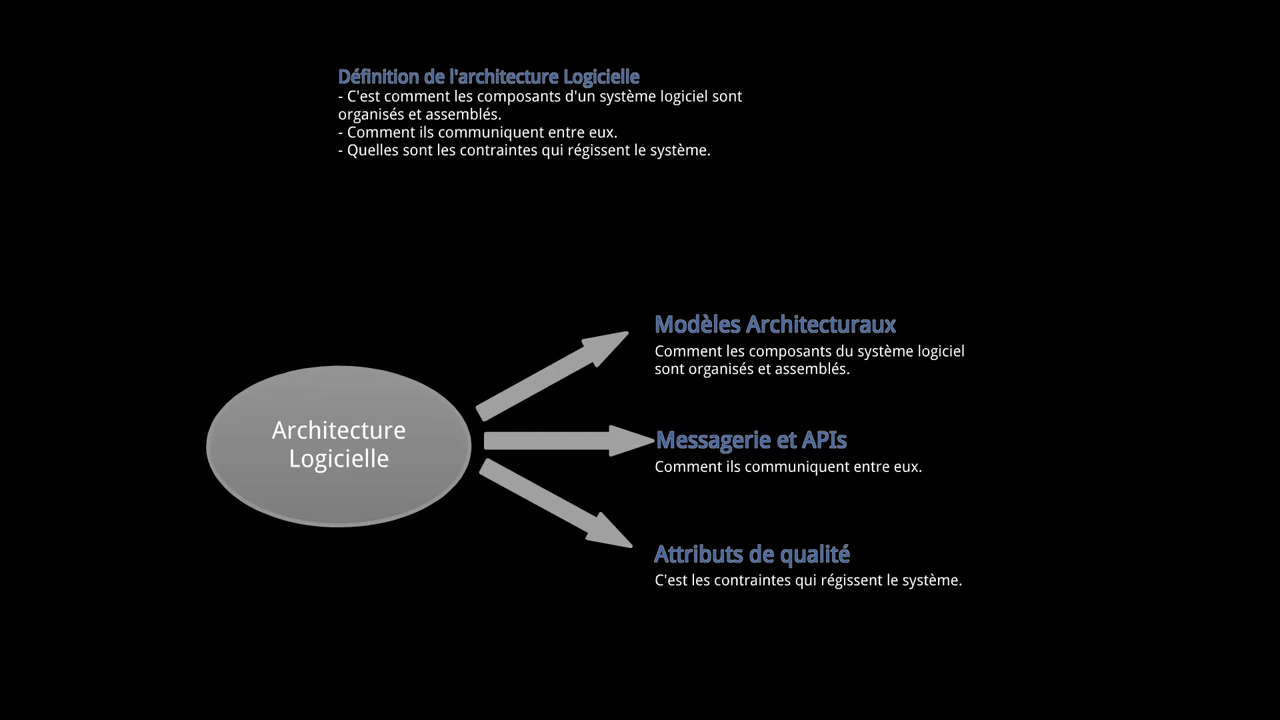 Définition de l'architecture Logicielle
- C'est comment les composants d'un système logiciel sont
organisés et assemblés.
- Comment ils communiquent entre eux.
- Quelles sont les contraintes qui régissent le système.
Architecture
Logicielle
Modèles Architecturaux
Comment les composants du système logiciel
sont organisés et assemblés.
Messagerie et APIs
Comment ils communiquent entre eux.
Attributs de qualité
C'est les contraintes qui régissent le système.